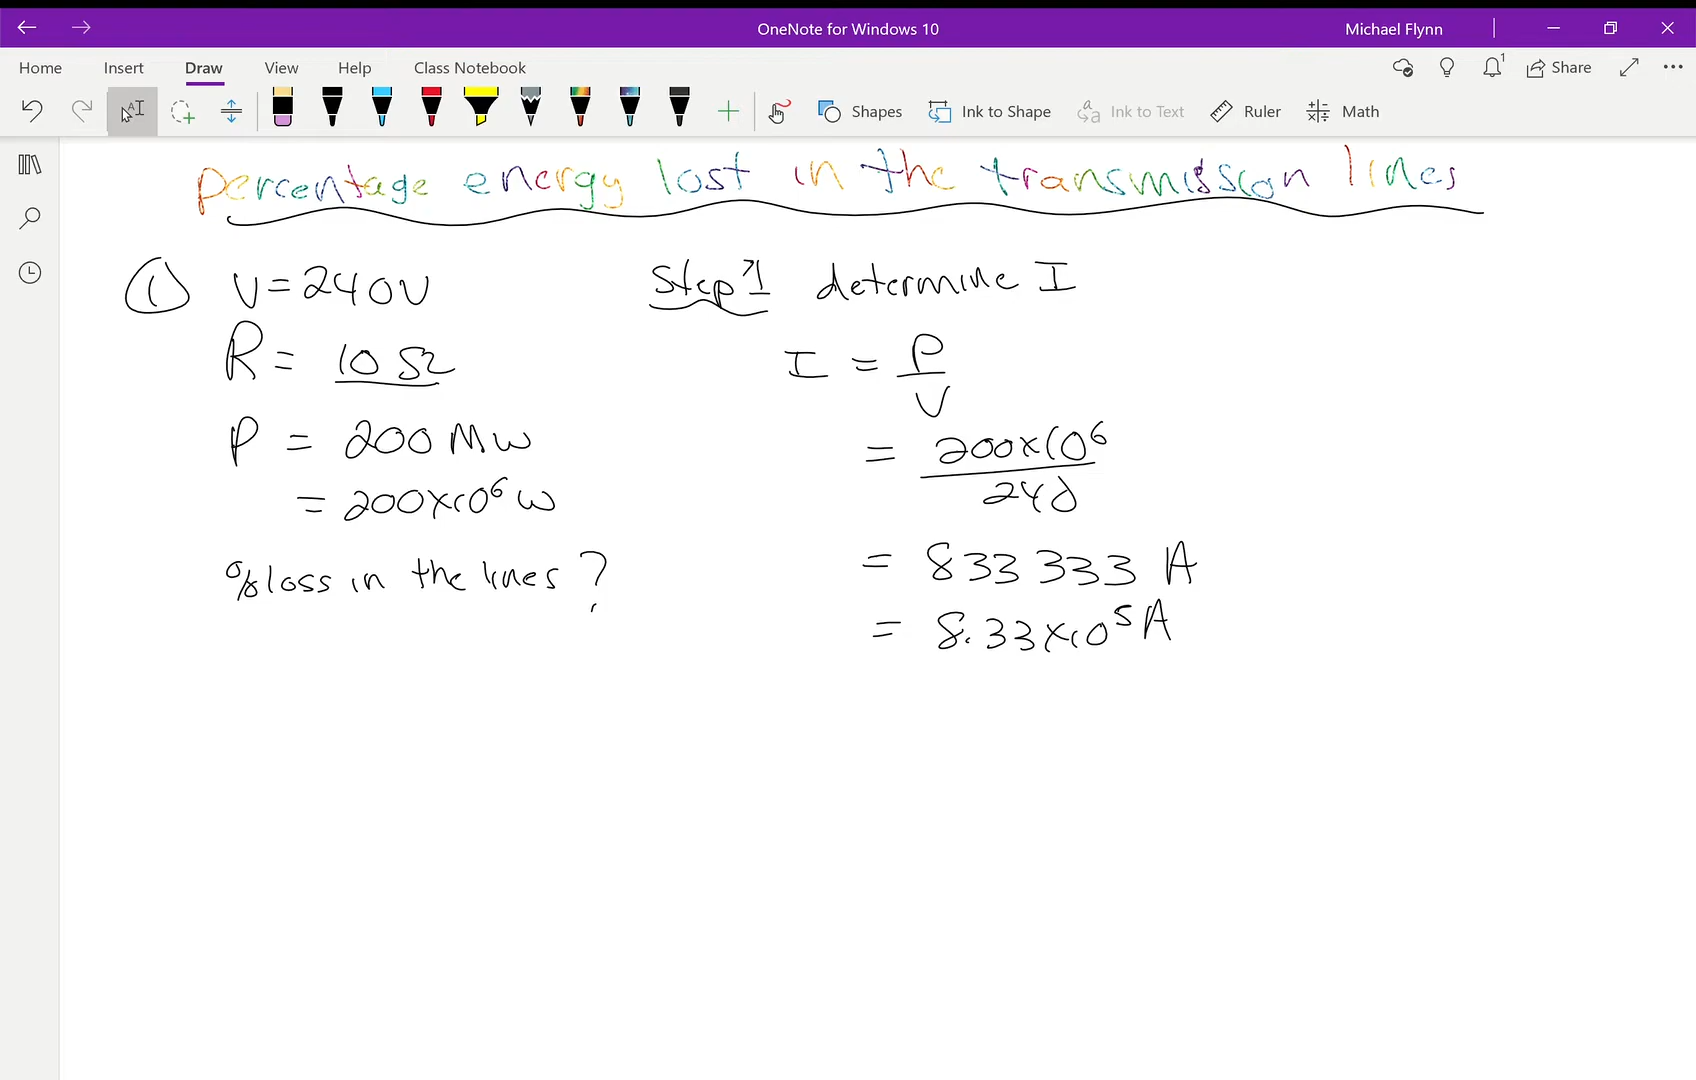 OneNote for Windows 10
Michael Flynn
Home Insert Draw View Help Class Notebook
1
Share
Shapes Ink to Shape Ink to Text Ruler Math
percentage energy lost in the transmission lines
① V = 240V
R = 10 Ω
P = 200 MW
= 200×10⁶ W
% loss in the lines ?
Step 1 determine I
I = P
V
= 200×10⁶
240
= 833 333 A
= 8.33×10⁵ A